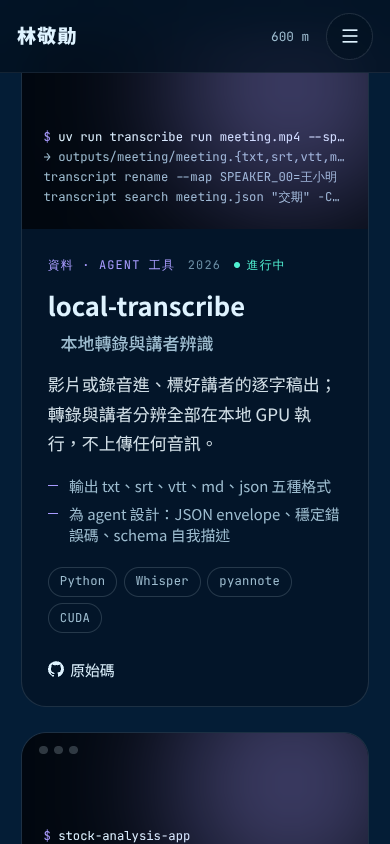 林敬勛
600 m
$ uv run transcribe run meeting.mp4 --sp…
→ outputs/meeting/meeting.{txt,srt,vtt,m…
transcript rename --map SPEAKER_00=王小明
transcript search meeting.json "交期" -C…
資料 · AGENT 工具 2026 進行中
local-transcribe
本地轉錄與講者辨識
影片或錄音進、標好講者的逐字稿出；
轉錄與講者分辨全部在本地 GPU 執
行，不上傳任何音訊。
— 輸出 txt、srt、vtt、md、json 五種格式
— 為 agent 設計：JSON envelope、穩定錯
誤碼、schema 自我描述
Python Whisper pyannote
CUDA
原始碼
$ stock-analysis-app